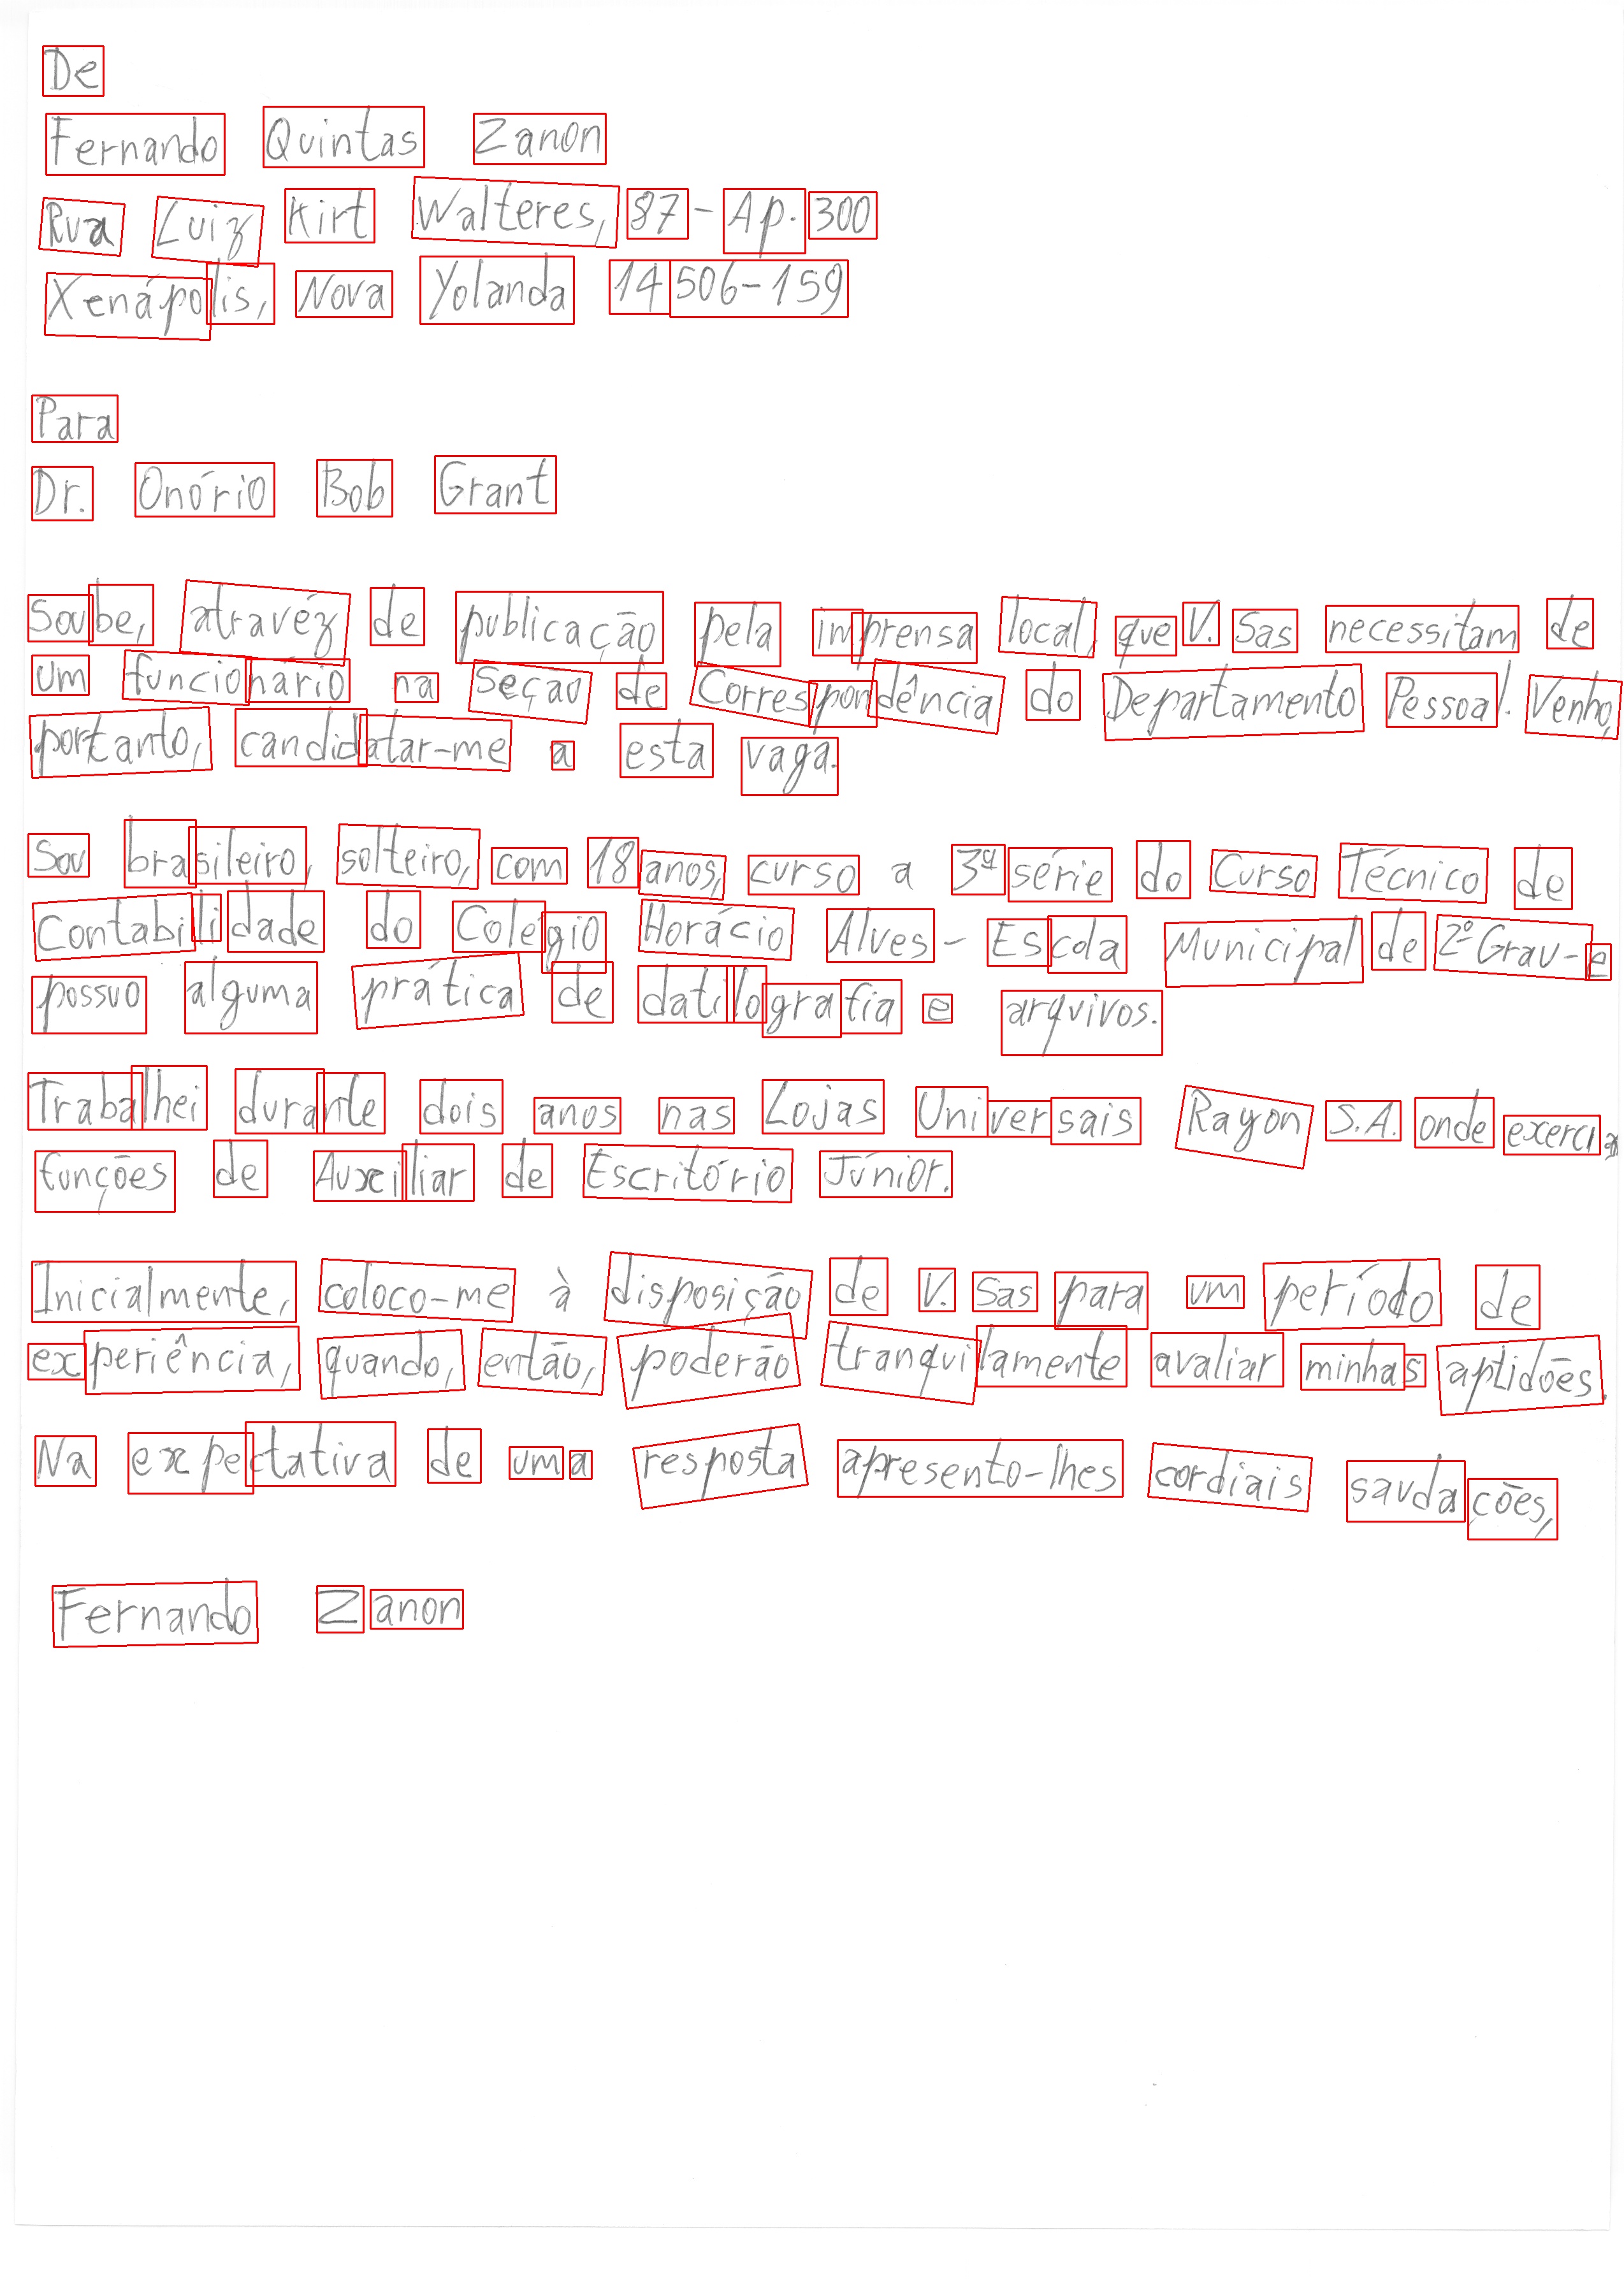 De
Fernando Quintas Zanon
Rua Luiz Kirt Walteres, 87 - Ap. 300
Xenápolis, Nova Yolanda 14506-159
Para
Dr. Onório Bob Grant
Soube, atravéz de publicação pela imprensa local, que V. Sas necessitam de
um funcionário na Seção de Correspondência do Departamento Pessoal. Venho,
portanto, candidatar-me a esta vaga.
Sou brasileiro, solteiro, com 18 anos, curso a 3ª série do Curso Técnico de
Contabilidade do Colégio Horácio Alves - Escola Municipal de 2º Grau - e
possuo alguma prática de datilografia e arquivos.
Trabalhei durante dois anos nas Lojas Universais Rayon S.A. onde exercia
funções de Auxiliar de Escritório Júnior.
Inicialmente, coloco-me à disposição de V. Sas para um período de
experiência, quando, então, poderão tranquilamente avaliar minhas aptidões.
Na expectativa de uma resposta apresento-lhes cordiais saudações,
Fernando Zanon